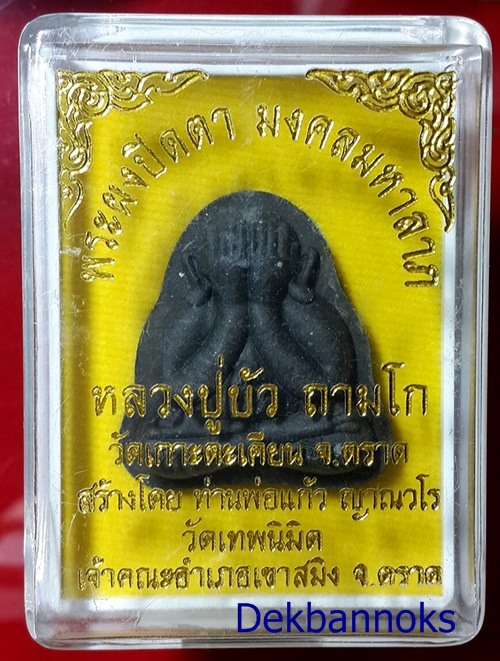 พระผงปิดตา มงคลมหาลาภ
หลวงปู่บัว ถามโก
วัดเกาะตะเคียน จ.ตราด
สร้างโดย ท่านพ่อแก้ว ญาณวโร
วัดเทพนิมิต
เจ้าคณะอำเภอเขาสมิง จ.ตราด
Dekbannoks